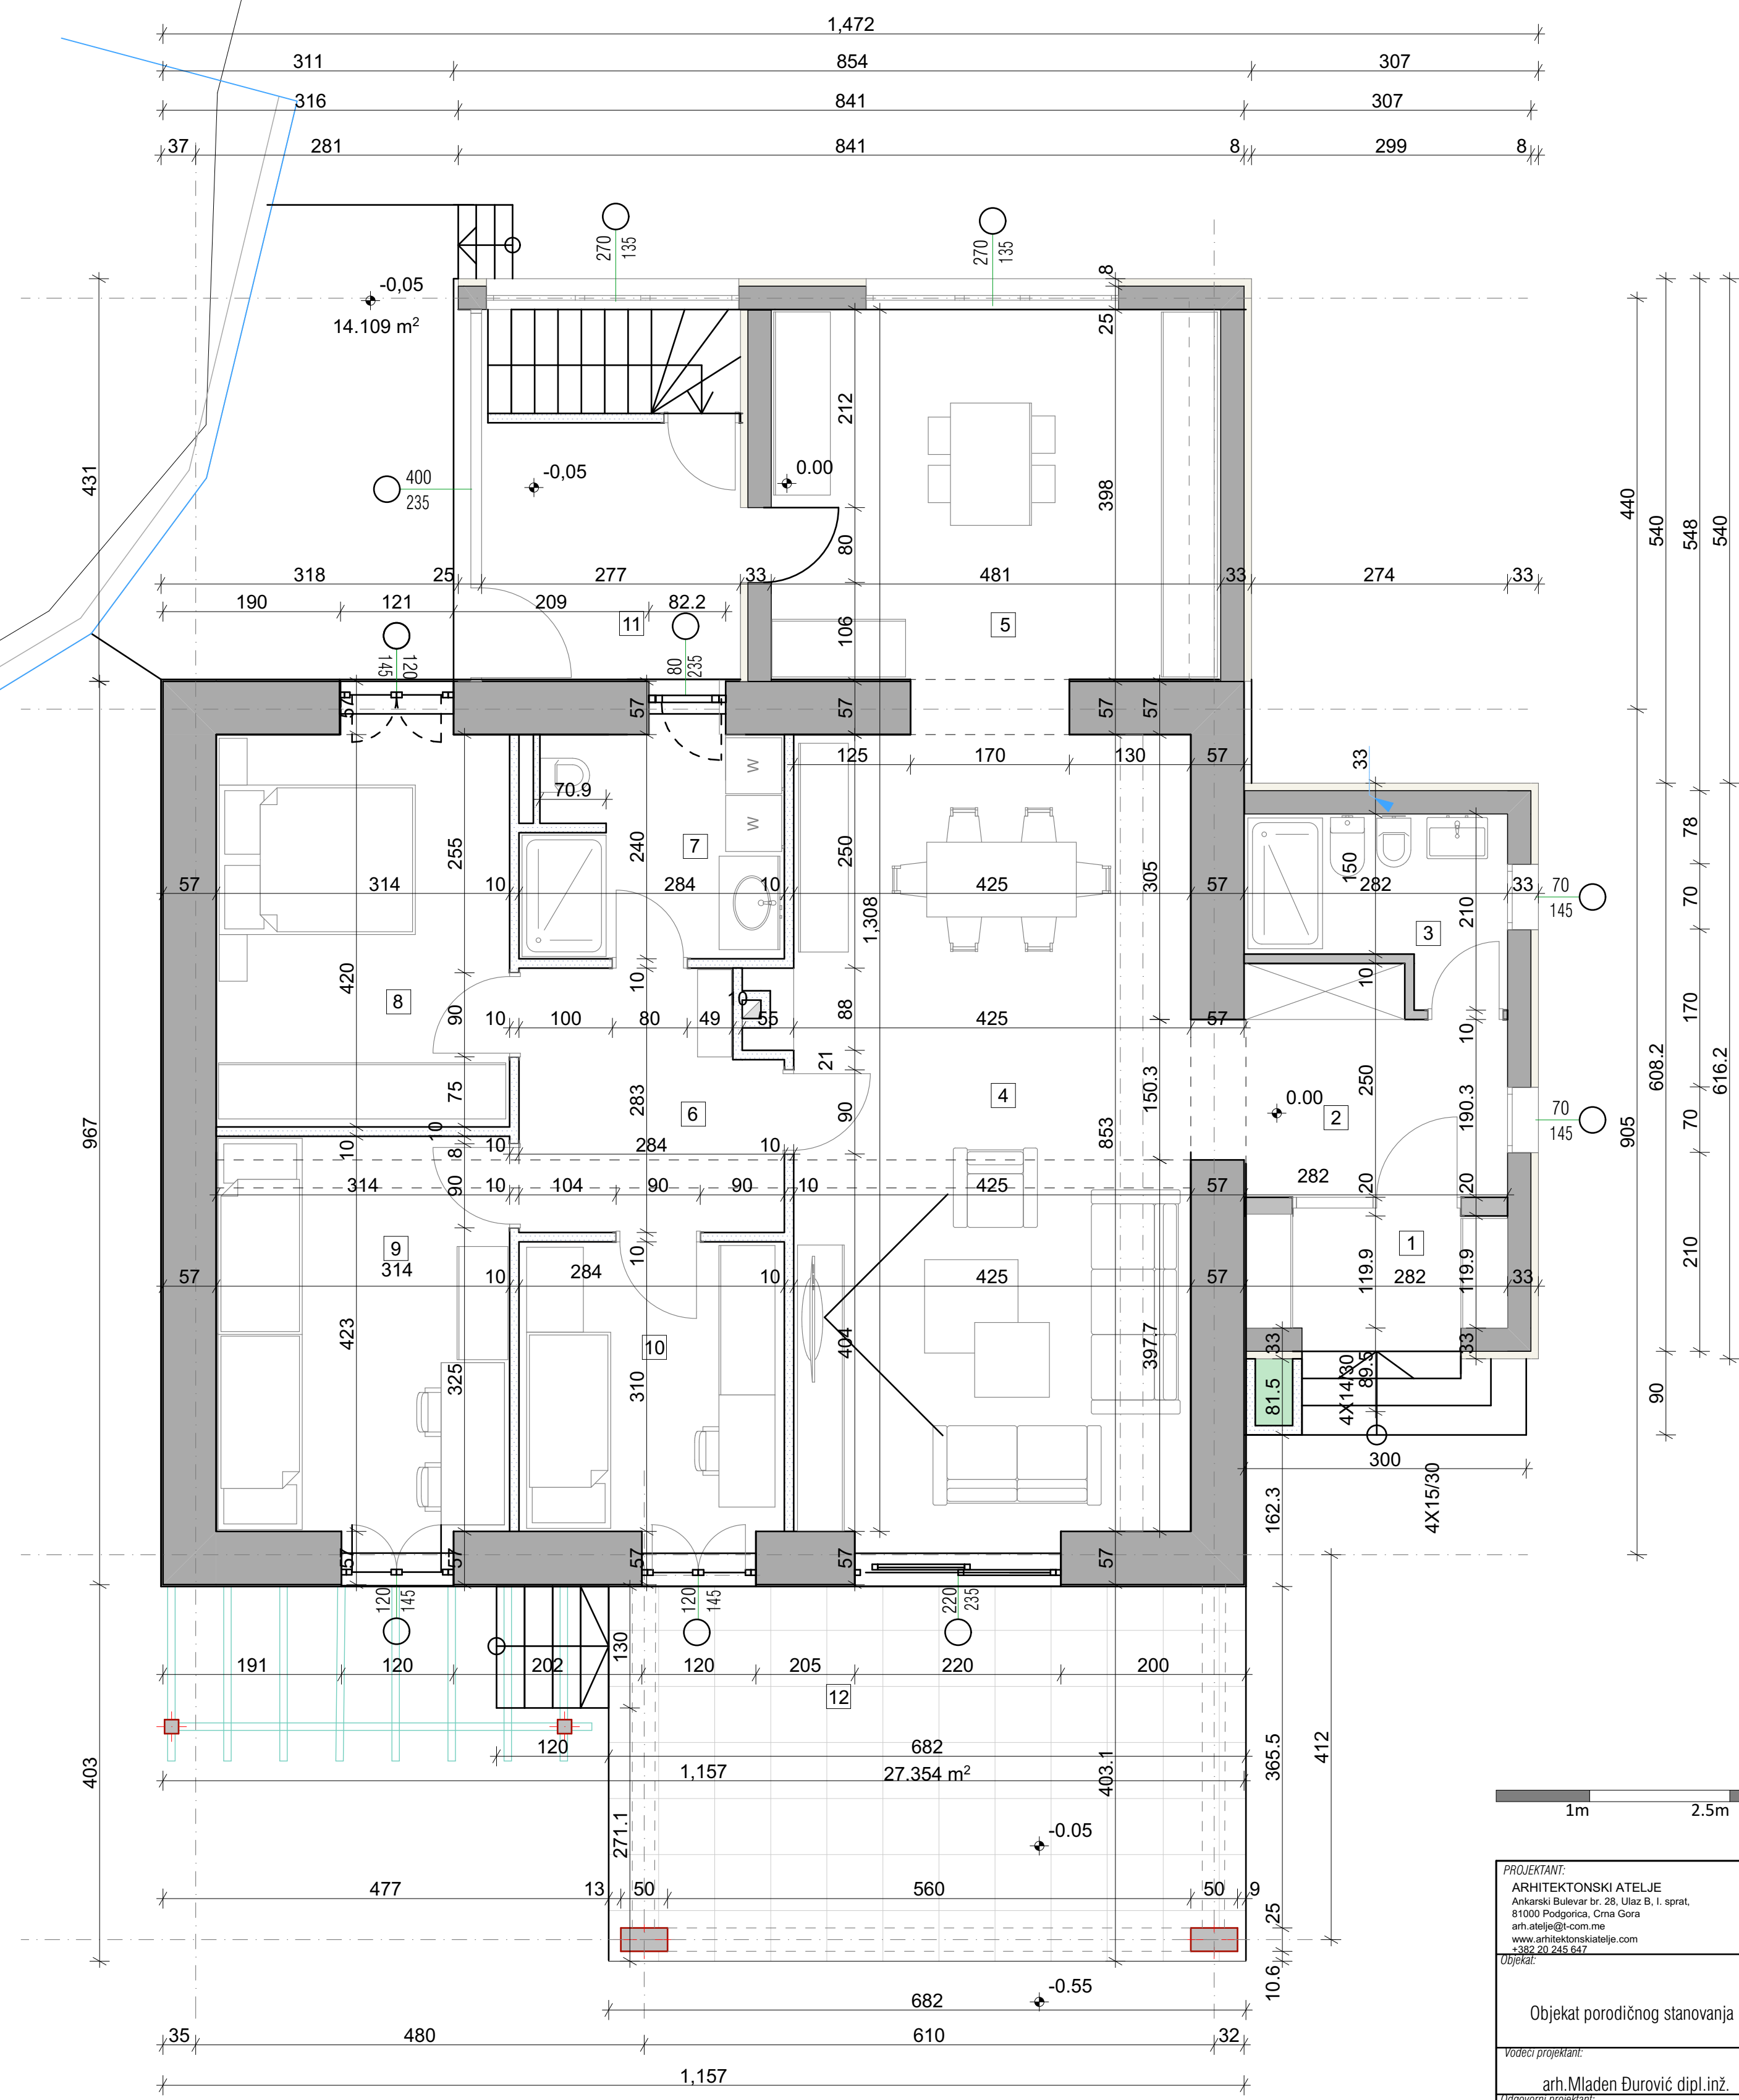 1,472
311 854 307
316 841 307
37 281 841 8 299 8
270 135
270 135
-0,05
14.109 m²
8
25
431
212
-0,05
0.00
400
235
398
440
540
548
540
80
318 25 277 33 481 33 274 33
190 121 209 82.2
11
5
106
145 120
80 235
57 57 57 57 57
125 170 130 57
33
70.9
W
W
7
255 240 250 305 150
78
57 314 10 284 10 425 57 282 33
70
145
70
1,308
210
3
420
8
10
10
10
90
88
10 100 80 49 55 425 57
170
10
21
75
283
4
150.3
250
0.00
2
190.3
608.2
616.2
905
6
90
853
70
145
70
967
10
10
8
10 284 10
314 10 104 90 90 10 425 57
90
282
20
20
9
314
10
1
210
57 10 284 10 425 57 282 33
119.9
119.9
423
325
10
310
404
397.7
33
33
81.5
4X14/30
89.5
90
300
4X15/30
162.3
57 57 57 57 57
120 145
120 145
220 235
130
191 120 202 120 205 220 200
12
120 682
1,157 27.354 m²
403
403.1
365.5
412
1m 2.5m
271.1
-0.05
477 13 50 560 50 9
25
10.6
-0.55
682
35 480 610 32
1,157
PROJEKTANT:
ARHITEKTONSKI ATELJE
Ankarski Bulevar br. 28, Ulaz B, I. sprat,
81000 Podgorica, Crna Gora
arh.atelje@t-com.me
www.arhitektonskiatelje.com
+382 20 245 647
Objekat:
Objekat porodičnog stanovanja
Vodeći projektant:
arh.Mladen Đurović dipl.inž.
Odgovorni projektant: